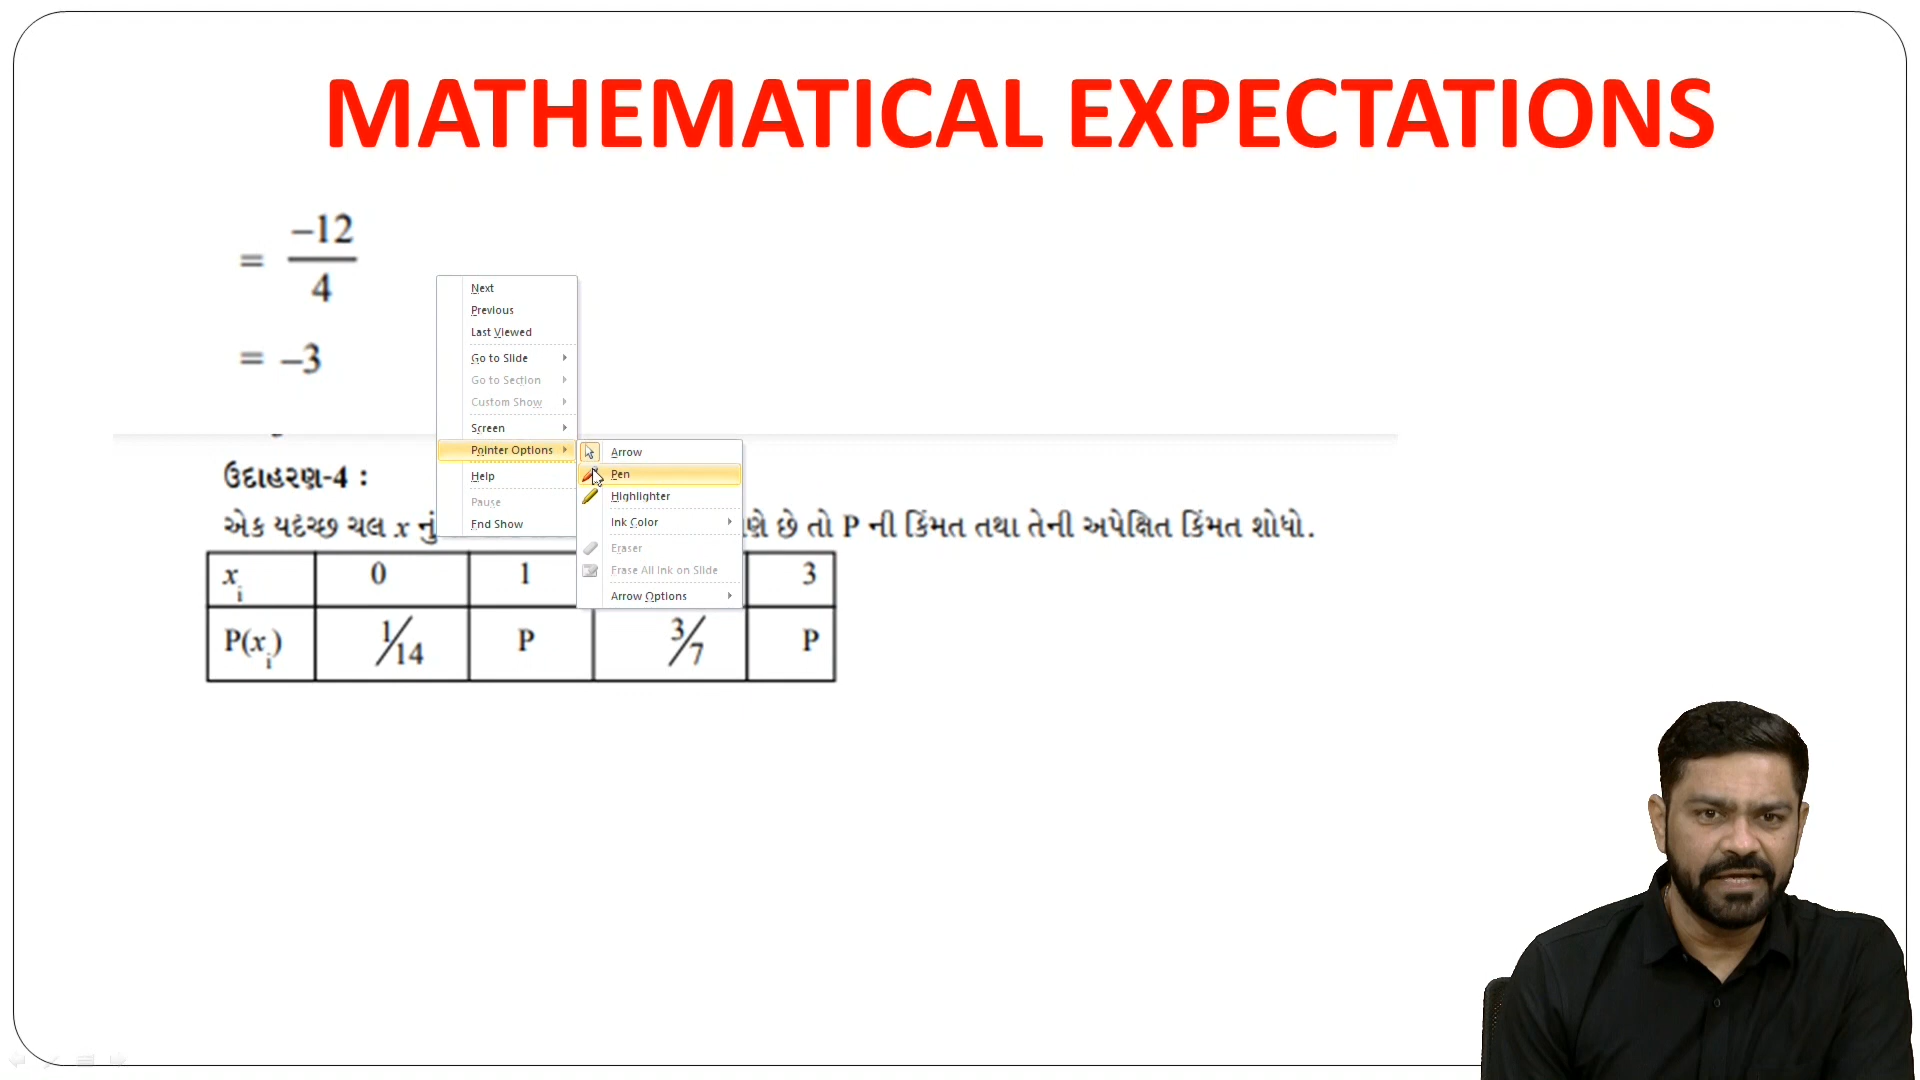 MATHEMATICAL EXPECTATIONS
= –12/4
= –3
Next
Previous
Last Viewed
Go to Slide
Go to Section
Custom Show
Screen
Pointer Options
Help
Pause
End Show
Arrow
Pen
Highlighter
Ink Color
Eraser
Erase All Ink on Slide
Arrow Options
ઉદાહરણ-4 :
એક યદૃચ્છ ચલ x નું છે તો P ની કિંમત તથા તેની અપેક્ષિત કિંમત શોધો.
xi 0 1 3
P(xi) 1/14 P 3/7 P